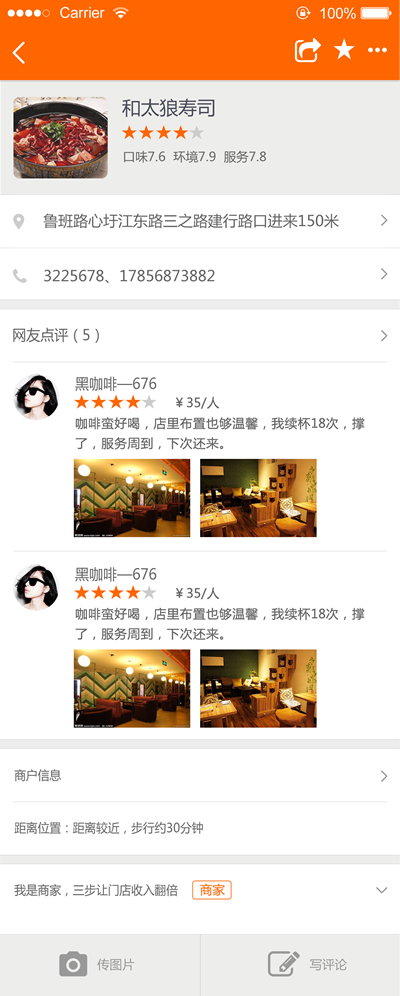 Carrier 100%
和太狼寿司
口味7.6 环境7.9 服务7.8
鲁班路心圩江东路三之路建行路口进来150米
3225678、17856873882
网友点评（5）
黑咖啡—676
￥35/人
咖啡蛮好喝，店里布置也够温馨，我续杯18次，撑
了，服务周到，下次还来。
黑咖啡—676
￥35/人
咖啡蛮好喝，店里布置也够温馨，我续杯18次，撑
了，服务周到，下次还来。
商户信息
距离位置：距离较近，步行约30分钟
我是商家，三步让门店收入翻倍 商家
传图片 写评论